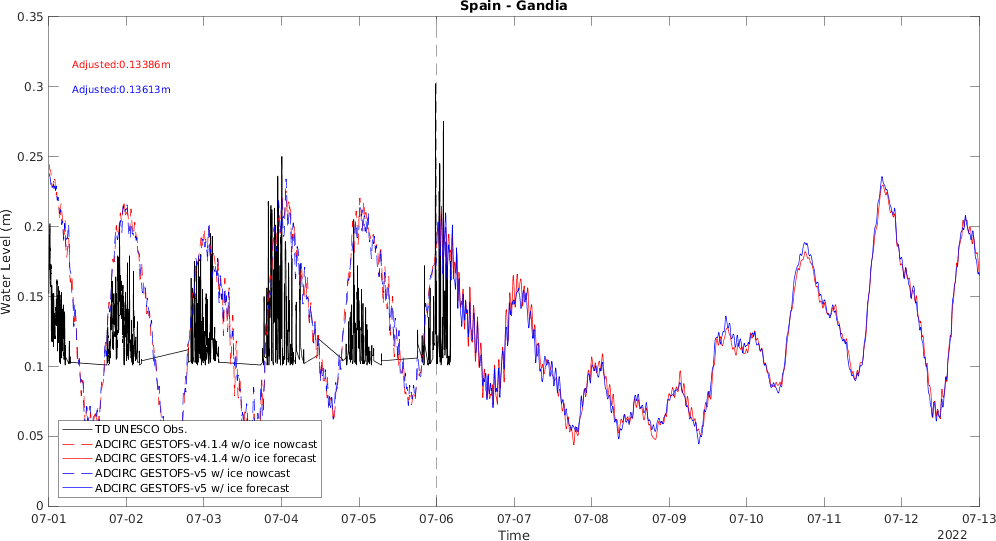 Spain - Gandia
Water Level (m)
0.35
0.3
0.25
0.2
0.15
0.1
0.05
0
Adjusted:0.13386m
Adjusted:0.13613m
TD UNESCO Obs.
ADCIRC GESTOFS-v4.1.4 w/o ice nowcast
ADCIRC GESTOFS-v4.1.4 w/o ice forecast
ADCIRC GESTOFS-v5 w/ ice nowcast
ADCIRC GESTOFS-v5 w/ ice forecast
07-01 07-02 07-03 07-04 07-05 07-06 07-07 07-08 07-09 07-10 07-11 07-12 07-13
Time
2022